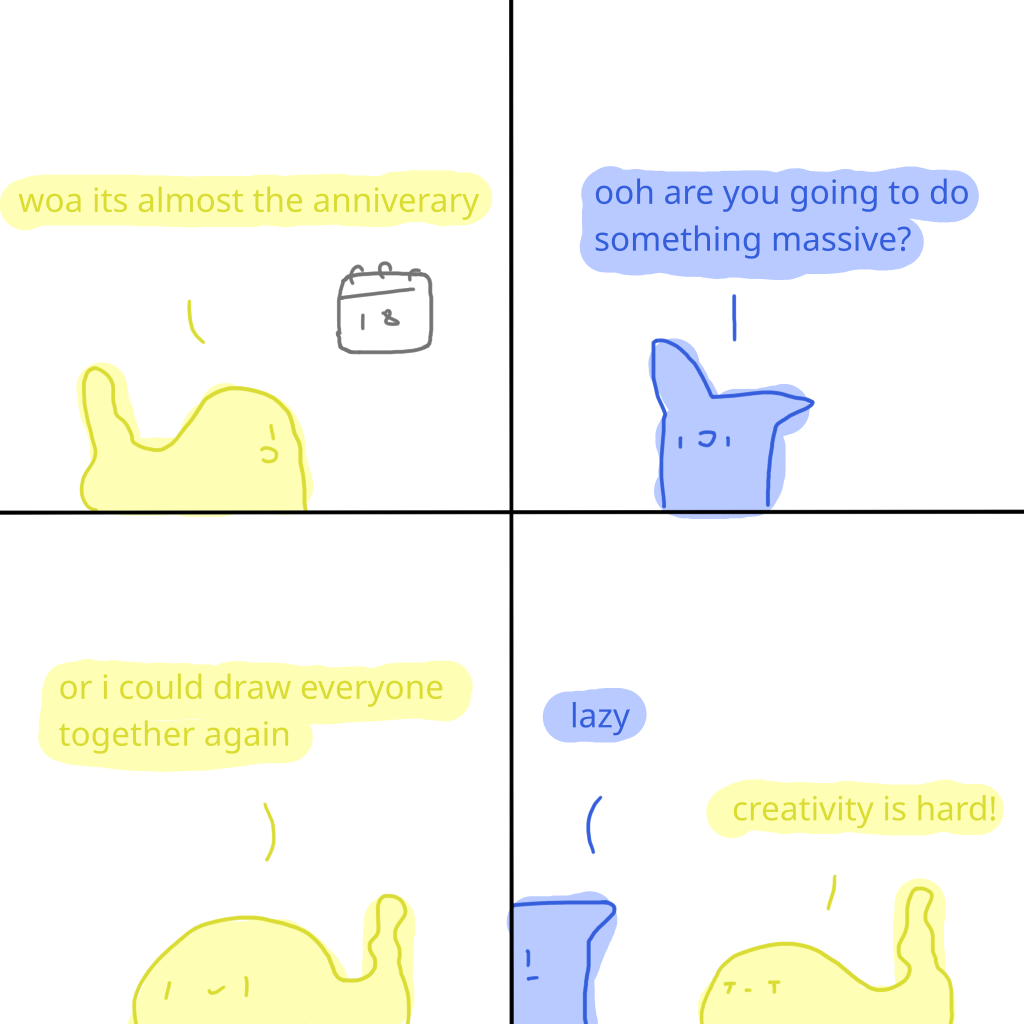 woa its almost the anniverary
18
ooh are you going to do
something massive?
or i could draw everyone
together again
lazy
creativity is hard!